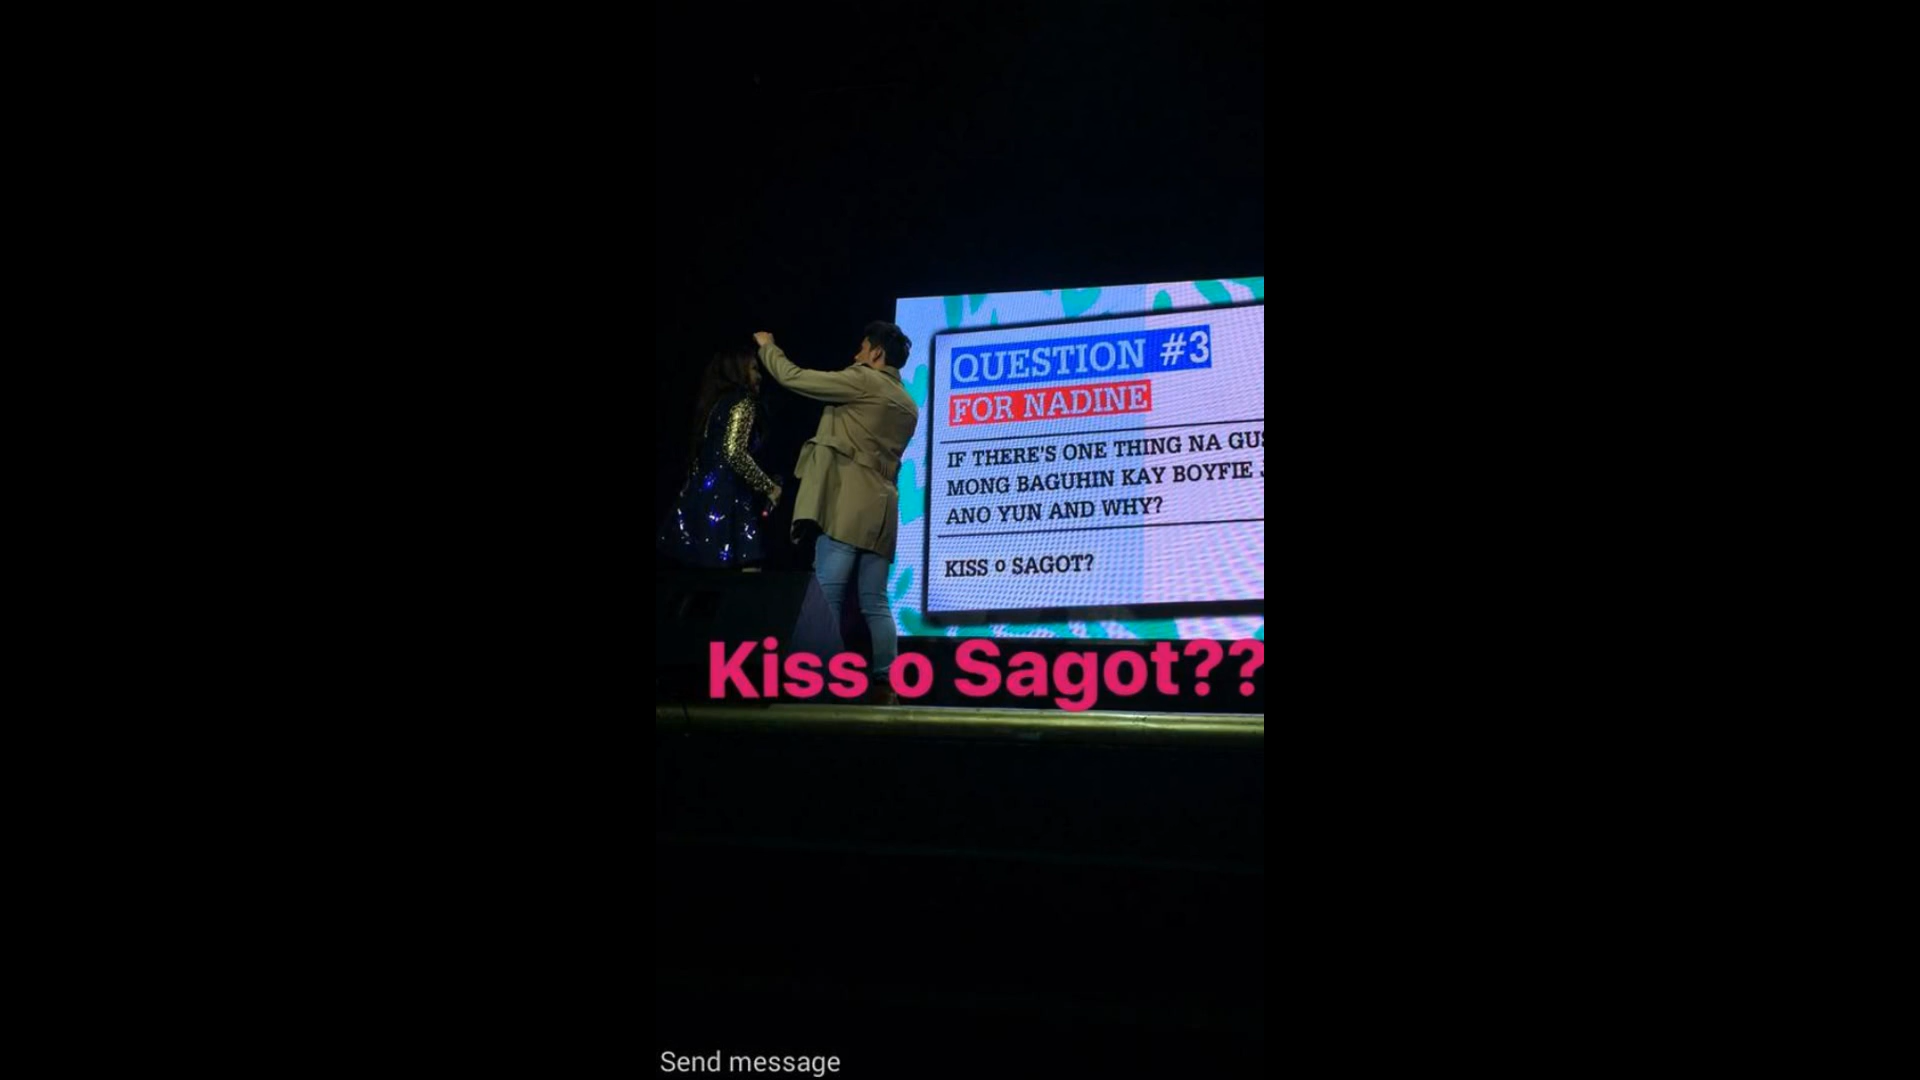 QUESTION #3
FOR NADINE
IF THERE'S ONE THING NA GUS
MONG BAGUHIN KAY BOYFIE J
ANO YUN AND WHY?
KISS o SAGOT?
Kiss o Sagot??
Send message